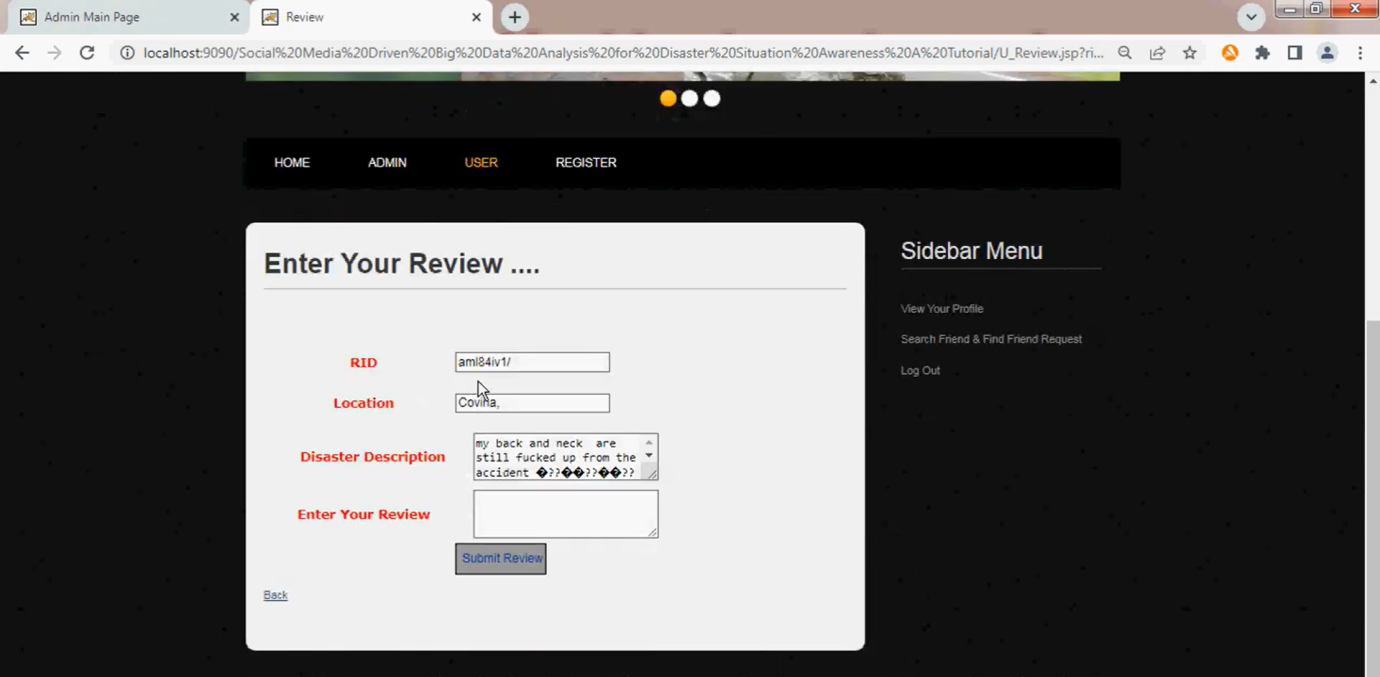 Admin Main Page
Review
localhost:9090/Social%20Media%20Driven%20Big%20Data%20Analysis%20for%20Disaster%20Situation%20Awareness%20A%20Tutorial/U_Review.jsp?ri...
HOME ADMIN USER REGISTER
Enter Your Review ....
RID aml84iv1/
Location Covina,
Disaster Description
my back and neck are
still fucked up from the
accident �??��??��??
Enter Your Review
Submit Review
Back
Sidebar Menu
View Your Profile
Search Friend & Find Friend Request
Log Out